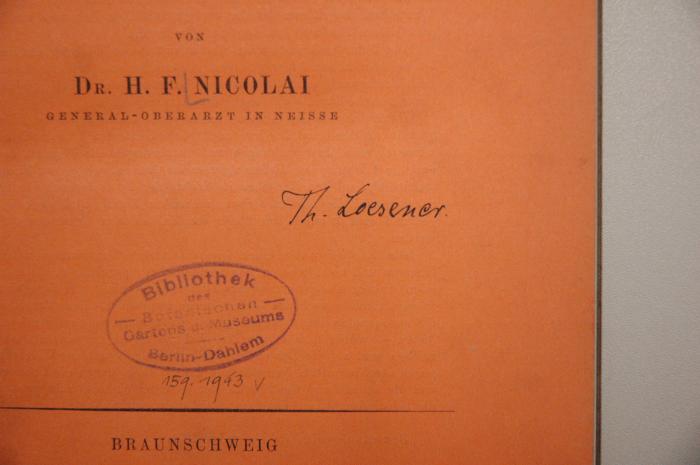 VON
DR. H. F. NICOLAI
GENERAL-OBERARZT IN NEISSE
Th. Loesener.
Bibliothek
des
Botanischen
Gartens u. Museums
Berlin-Dahlem
159.1943 v
BRAUNSCHWEIG